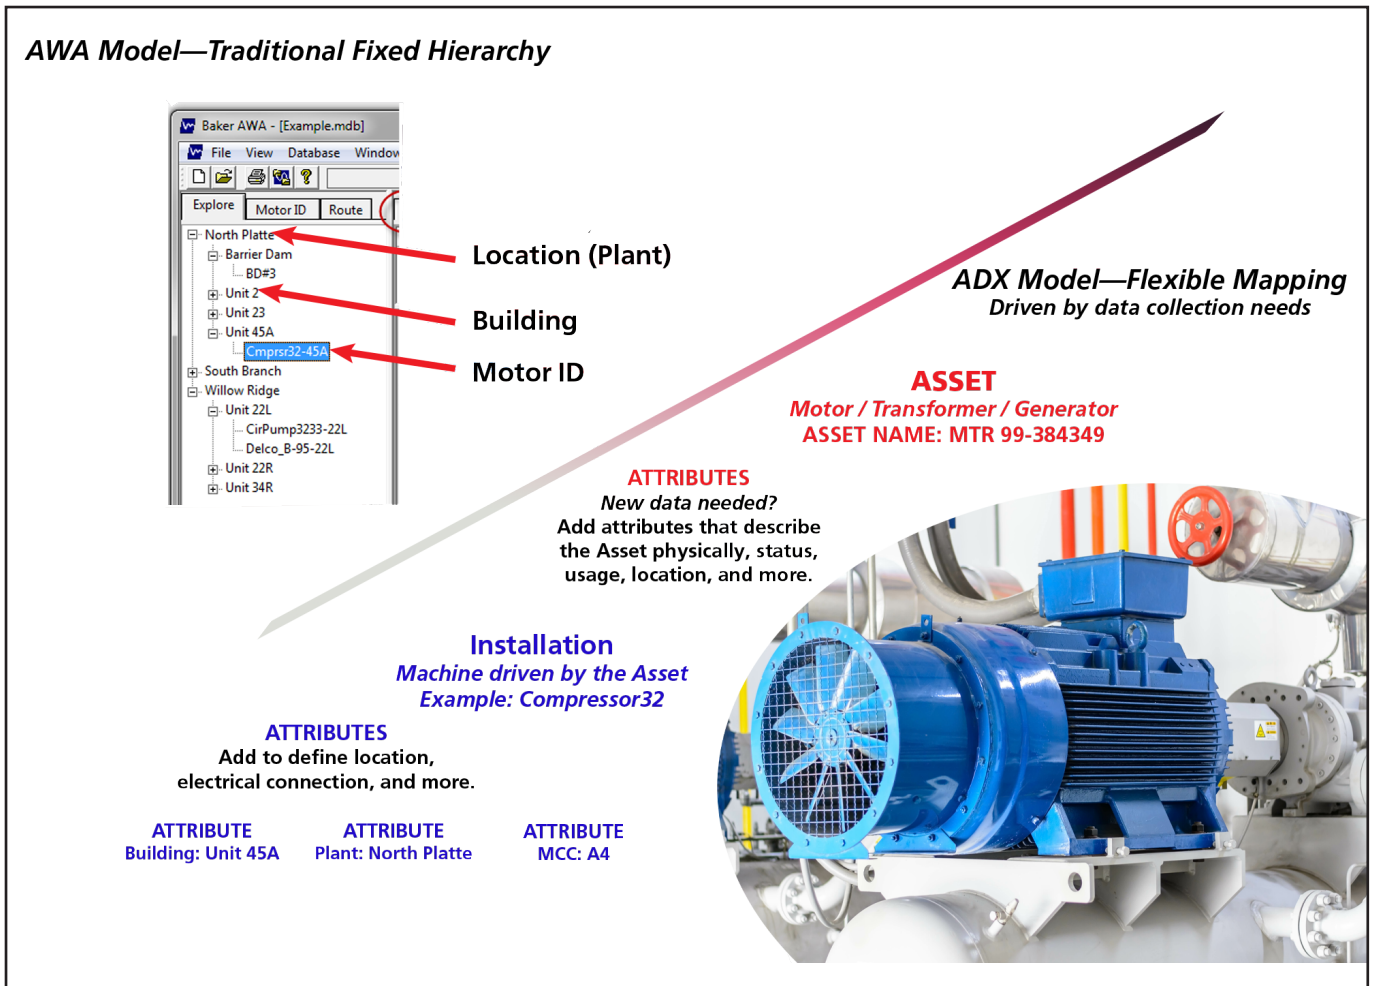 AWA Model—Traditional Fixed Hierarchy
Baker AWA - [Example.mdb]
File View Database Window
Explore Motor ID Route
North Platte
Barrier Dam
BD#3
Unit 2
Unit 23
Unit 45A
Cmprsr32-45A
South Branch
Willow Ridge
Unit 22L
CirPump3233-22L
Delco_B-95-22L
Unit 22R
Unit 34R
Location (Plant)
Building
Motor ID
ADX Model—Flexible Mapping
Driven by data collection needs
ASSET
Motor / Transformer / Generator
ASSET NAME: MTR 99-384349
ATTRIBUTES
New data needed?
Add attributes that describe
the Asset physically, status,
usage, location, and more.
Installation
Machine driven by the Asset
Example: Compressor32
ATTRIBUTES
Add to define location,
electrical connection, and more.
ATTRIBUTE
Building: Unit 45A
ATTRIBUTE
Plant: North Platte
ATTRIBUTE
MCC: A4